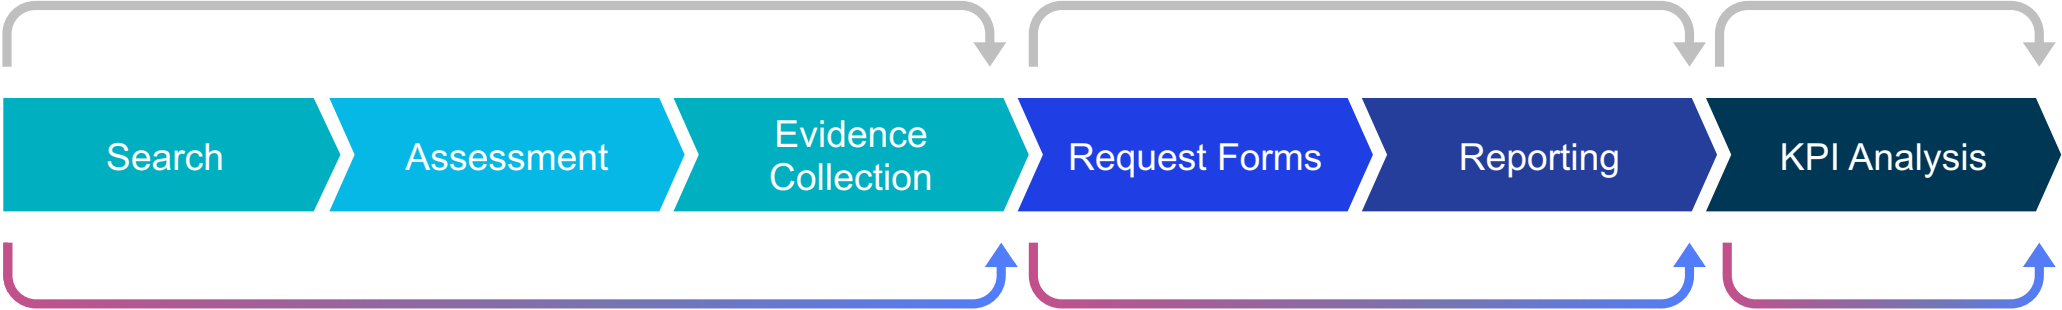 Search
Assessment
Evidence
Collection
Request Forms
Reporting
KPI Analysis